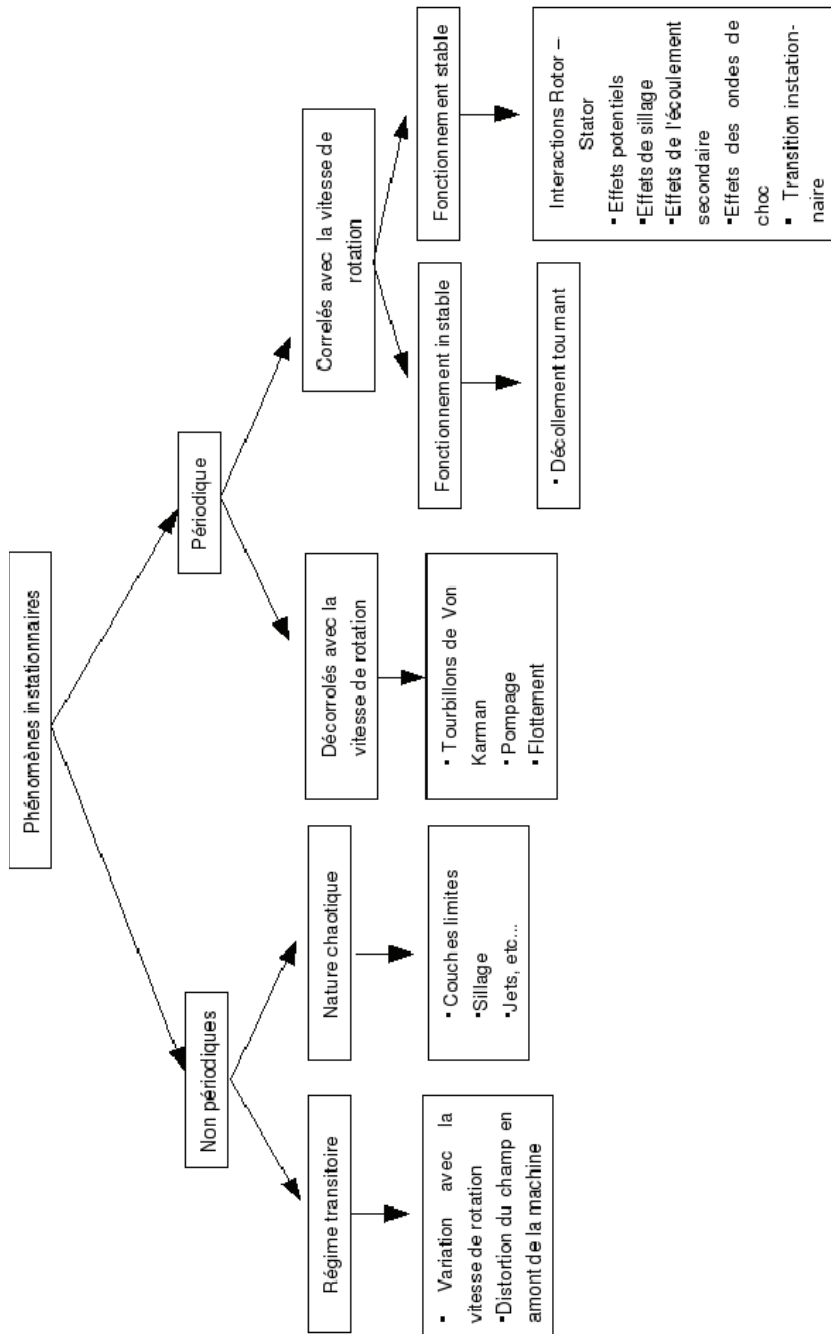 Phénomènes instationnaires
Non périodiques
Périodique
Régime transitoire
Nature chaotique
Décorrolés avec la
vitesse de rotation
Correlés avec la vitesse de
rotation
▪ Variation avec la
vitesse de rotation
▪Distortion du champ en
amont de la machine
▪ Couches limites
▪Sillage
▪Jets, etc...
▪ Tourbillons de Von
Karman
▪ Pompage
▪ Flottement
Fonctionnement instable
Fonctionnement stable
▪ Décollement tournant
Interactions Rotor –
Stator
▪ Effets potentiels
▪Effets de sillage
▪Effets de l'écoulement
secondaire
▪Effets des ondes de
choc
▪ Transition instation-
naire